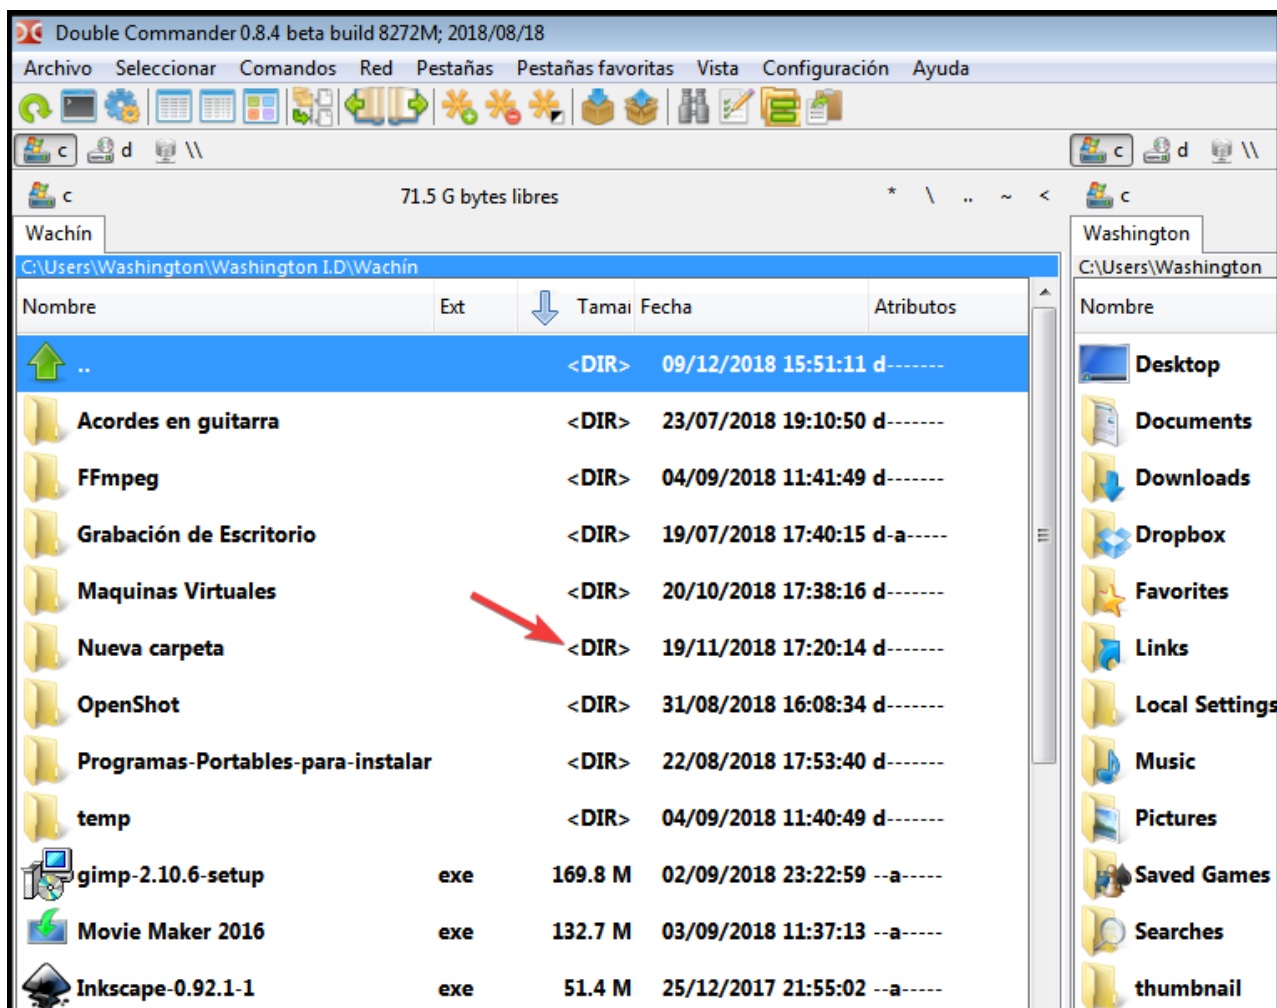 Double Commander 0.8.4 beta build 8272M; 2018/08/18
Archivo Seleccionar Comandos Red Pestañas Pestañas favoritas Vista Configuración Ayuda
c d \\ c d \\
c 71.5 G bytes libres * \ .. ~ < c
Wachín Washington
C:\Users\Washington\Washington I.D\Wachín C:\Users\Washington
Nombre Ext Tamaı Fecha Atributos Nombre
.. <DIR> 09/12/2018 15:51:11 d------- Desktop
Acordes en guitarra <DIR> 23/07/2018 19:10:50 d------- Documents
FFmpeg <DIR> 04/09/2018 11:41:49 d------- Downloads
Grabación de Escritorio <DIR> 19/07/2018 17:40:15 d-a----- Dropbox
Maquinas Virtuales <DIR> 20/10/2018 17:38:16 d------- Favorites
Nueva carpeta <DIR> 19/11/2018 17:20:14 d------- Links
OpenShot <DIR> 31/08/2018 16:08:34 d------- Local Settings
Programas-Portables-para-instalar <DIR> 22/08/2018 17:53:40 d------- Music
temp <DIR> 04/09/2018 11:40:49 d------- Pictures
gimp-2.10.6-setup exe 169.8 M 02/09/2018 23:22:59 --a----- Saved Games
Movie Maker 2016 exe 132.7 M 03/09/2018 11:37:13 --a----- Searches
Inkscape-0.92.1-1 exe 51.4 M 25/12/2017 21:55:02 --a----- thumbnail